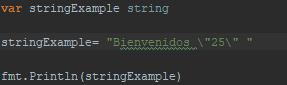 var stringExample string
stringExample= "Bienvenidos \"25\" "
fmt.Println(stringExample)